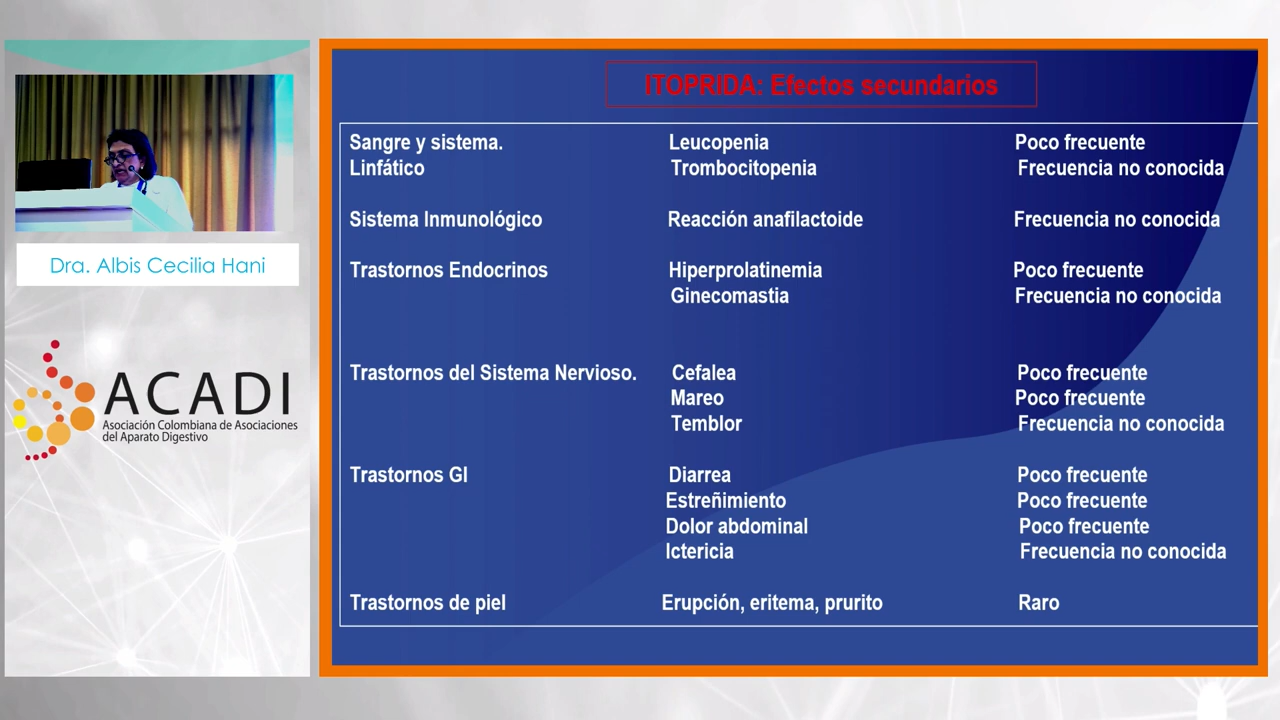 Dra. Albis Cecilia Hani
ACADI
Asociación Colombiana de Asociaciones
del Aparato Digestivo
ITOPRIDA: Efectos secundarios
Sangre y sistema. Leucopenia Poco frecuente
Linfático Trombocitopenia Frecuencia no conocida
Sistema Inmunológico Reacción anafilactoide Frecuencia no conocida
Trastornos Endocrinos Hiperprolatinemia Poco frecuente
Ginecomastia Frecuencia no conocida
Trastornos del Sistema Nervioso. Cefalea Poco frecuente
Mareo Poco frecuente
Temblor Frecuencia no conocida
Trastornos GI Diarrea Poco frecuente
Estreñimiento Poco frecuente
Dolor abdominal Poco frecuente
Ictericia Frecuencia no conocida
Trastornos de piel Erupción, eritema, prurito Raro